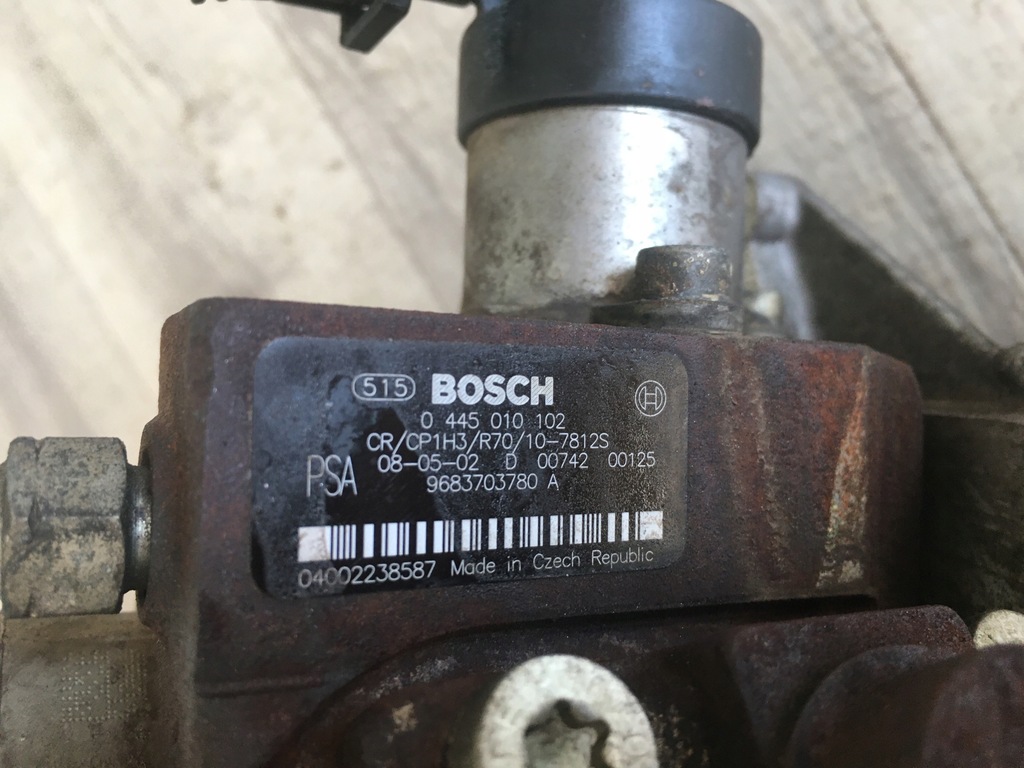 515 BOSCH
0 445 010 102
CR/CP1H3/R70/10-7812S
PSA 08-05-02 D 00742 00125
9683703780 A
04002238587 Made in Czech Republic